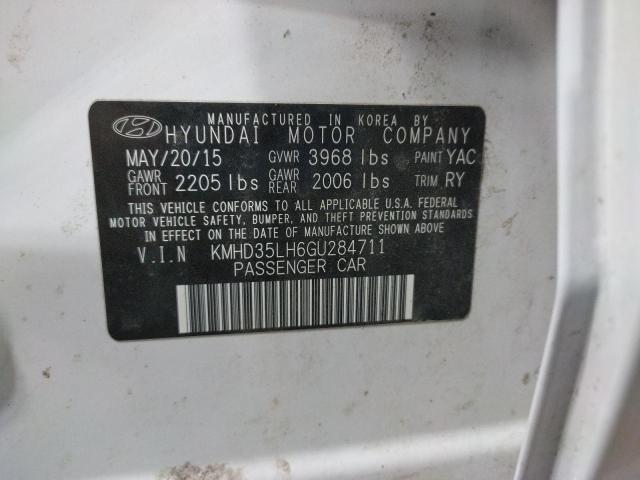 MANUFACTURED IN KOREA BY
HYUNDAI MOTOR COMPANY
MAY/20/15 GVWR 3968 lbs PAINT YAC
GAWR FRONT 2205 lbs GAWR REAR 2006 lbs TRIM RY
THIS VEHICLE CONFORMS TO ALL APPLICABLE U.S.A. FEDERAL
MOTOR VEHICLE SAFETY, BUMPER, AND THEFT PREVENTION STANDARDS
IN EFFECT ON THE DATE OF MANUFACTURE SHOWN ABOVE.
V.I.N KMHD35LH6GU284711
PASSENGER CAR